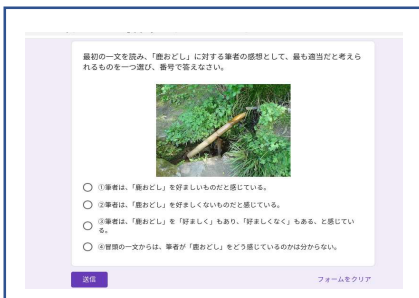 最初の一文を読み、「鹿おどし」に対する筆者の感想として、最も適当だと考えら
れるものを一つ選び、番号で答えなさい。
①筆者は、「鹿おどし」を好ましいものだと感じている。
②筆者は、「鹿おどし」を好ましくないものだと感じている。
③筆者は、「鹿おどし」を「好ましく」もあり、「好ましくなく」もある、と感じてい
る。
④冒頭の一文からは、筆者が「鹿おどし」をどう感じているのかは分からない。
送信
フォームをクリア